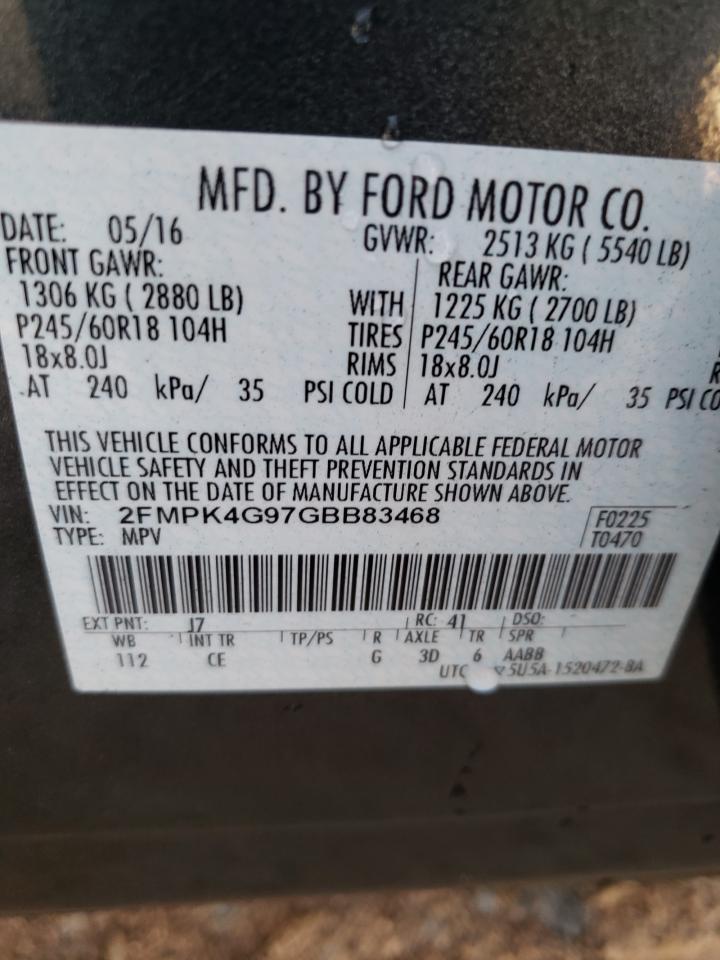 MFD. BY FORD MOTOR CO.
DATE: 05/16 GVWR: 2513 KG ( 5540 LB)
FRONT GAWR: REAR GAWR:
1306 KG ( 2880 LB) WITH 1225 KG ( 2700 LB)
P245/60R18 104H TIRES P245/60R18 104H
18x8.0J RIMS 18x8.0J R
AT 240 kPa/ 35 PSI COLD AT 240 kPa/ 35 PSI CO
THIS VEHICLE CONFORMS TO ALL APPLICABLE FEDERAL MOTOR
VEHICLE SAFETY AND THEFT PREVENTION STANDARDS IN
EFFECT ON THE DATE OF MANUFACTURE SHOWN ABOVE.
VIN: 2FMPK4G97GBB83468 F0225
TYPE: MPV T0470
EXT PNT: J7 RC: 41 DSO:
WB INT TR TP/PS R AXLE TR SPR
112 CE G 3D 6 AABB
UTC 5U5A-1520472-BA